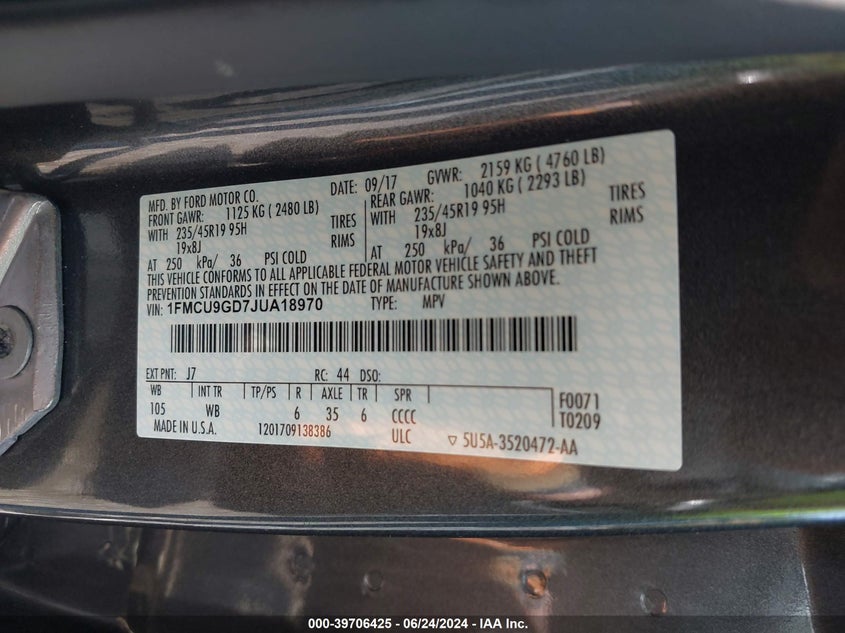 MFD. BY FORD MOTOR CO. DATE: 09/17 GVWR: 2159 KG ( 4760 LB)
FRONT GAWR: 1125 KG ( 2480 LB) REAR GAWR: 1040 KG ( 2293 LB)
WITH 235/45R19 95H TIRES WITH 235/45R19 95H TIRES
19x8J RIMS 19x8J RIMS
AT 250 kPa/ 36 PSI COLD AT 250 kPa/ 36 PSI COLD
THIS VEHICLE CONFORMS TO ALL APPLICABLE FEDERAL MOTOR VEHICLE SAFETY AND THEFT
PREVENTION STANDARDS IN EFFECT ON THE DATE OF MANUFACTURE SHOWN ABOVE.
VIN: 1FMCU9GD7JUA18970 TYPE: MPV
EXT PNT: J7 RC: 44 DSO:
WB INT TR TP/PS R AXLE TR SPR F0071
105 WB 6 35 6 CCCC T0209
MADE IN U.S.A. 1201709138386 ULC ▽ 5U5A-3520472-AA
000-39706425 - 06/24/2024 - IAA Inc.